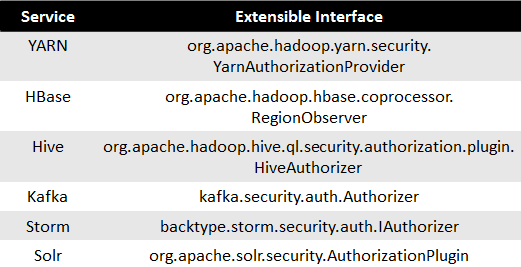 Service Extensible Interface
YARN org.apache.hadoop.yarn.security.
YarnAuthorizationProvider
HBase org.apache.hadoop.hbase.coprocessor.
RegionObserver
Hive org.apache.hadoop.hive.ql.security.authorization.plugin.
HiveAuthorizer
Kafka kafka.security.auth.Authorizer
Storm backtype.storm.security.auth.IAuthorizer
Solr org.apache.solr.security.AuthorizationPlugin